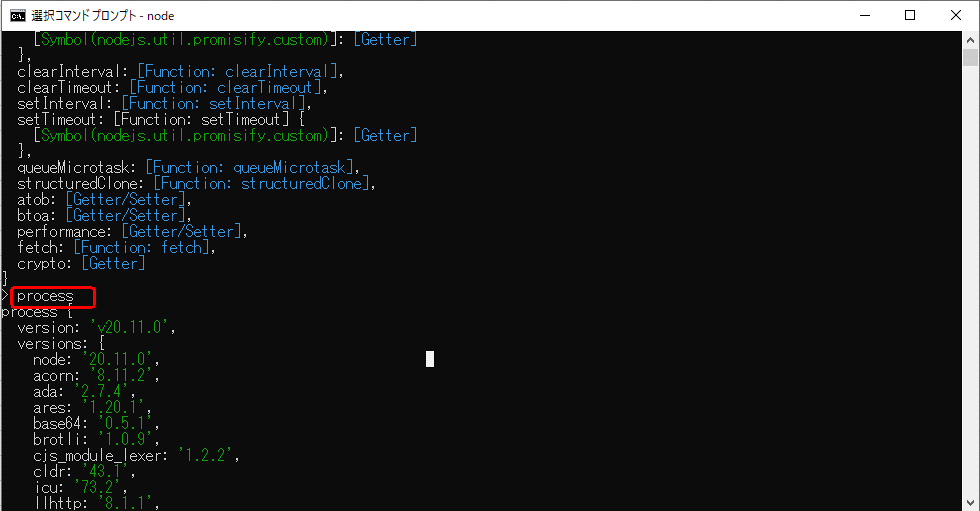 選択コマンドプロンプト - node
[Symbol(nodejs.util.promisify.custom)]: [Getter]
},
clearInterval: [Function: clearInterval],
clearTimeout: [Function: clearTimeout],
setInterval: [Function: setInterval],
setTimeout: [Function: setTimeout] {
[Symbol(nodejs.util.promisify.custom)]: [Getter]
},
queueMicrotask: [Function: queueMicrotask],
structuredClone: [Function: structuredClone],
atob: [Getter/Setter],
btoa: [Getter/Setter],
performance: [Getter/Setter],
fetch: [Function: fetch],
crypto: [Getter]
}
> process
process {
version: 'v20.11.0',
versions: {
node: '20.11.0',
acorn: '8.11.2',
ada: '2.7.4',
ares: '1.20.1',
base64: '0.5.1',
brotli: '1.0.9',
cjs_module_lexer: '1.2.2',
cldr: '43.1',
icu: '73.2',
llhttp: '8.1.1',